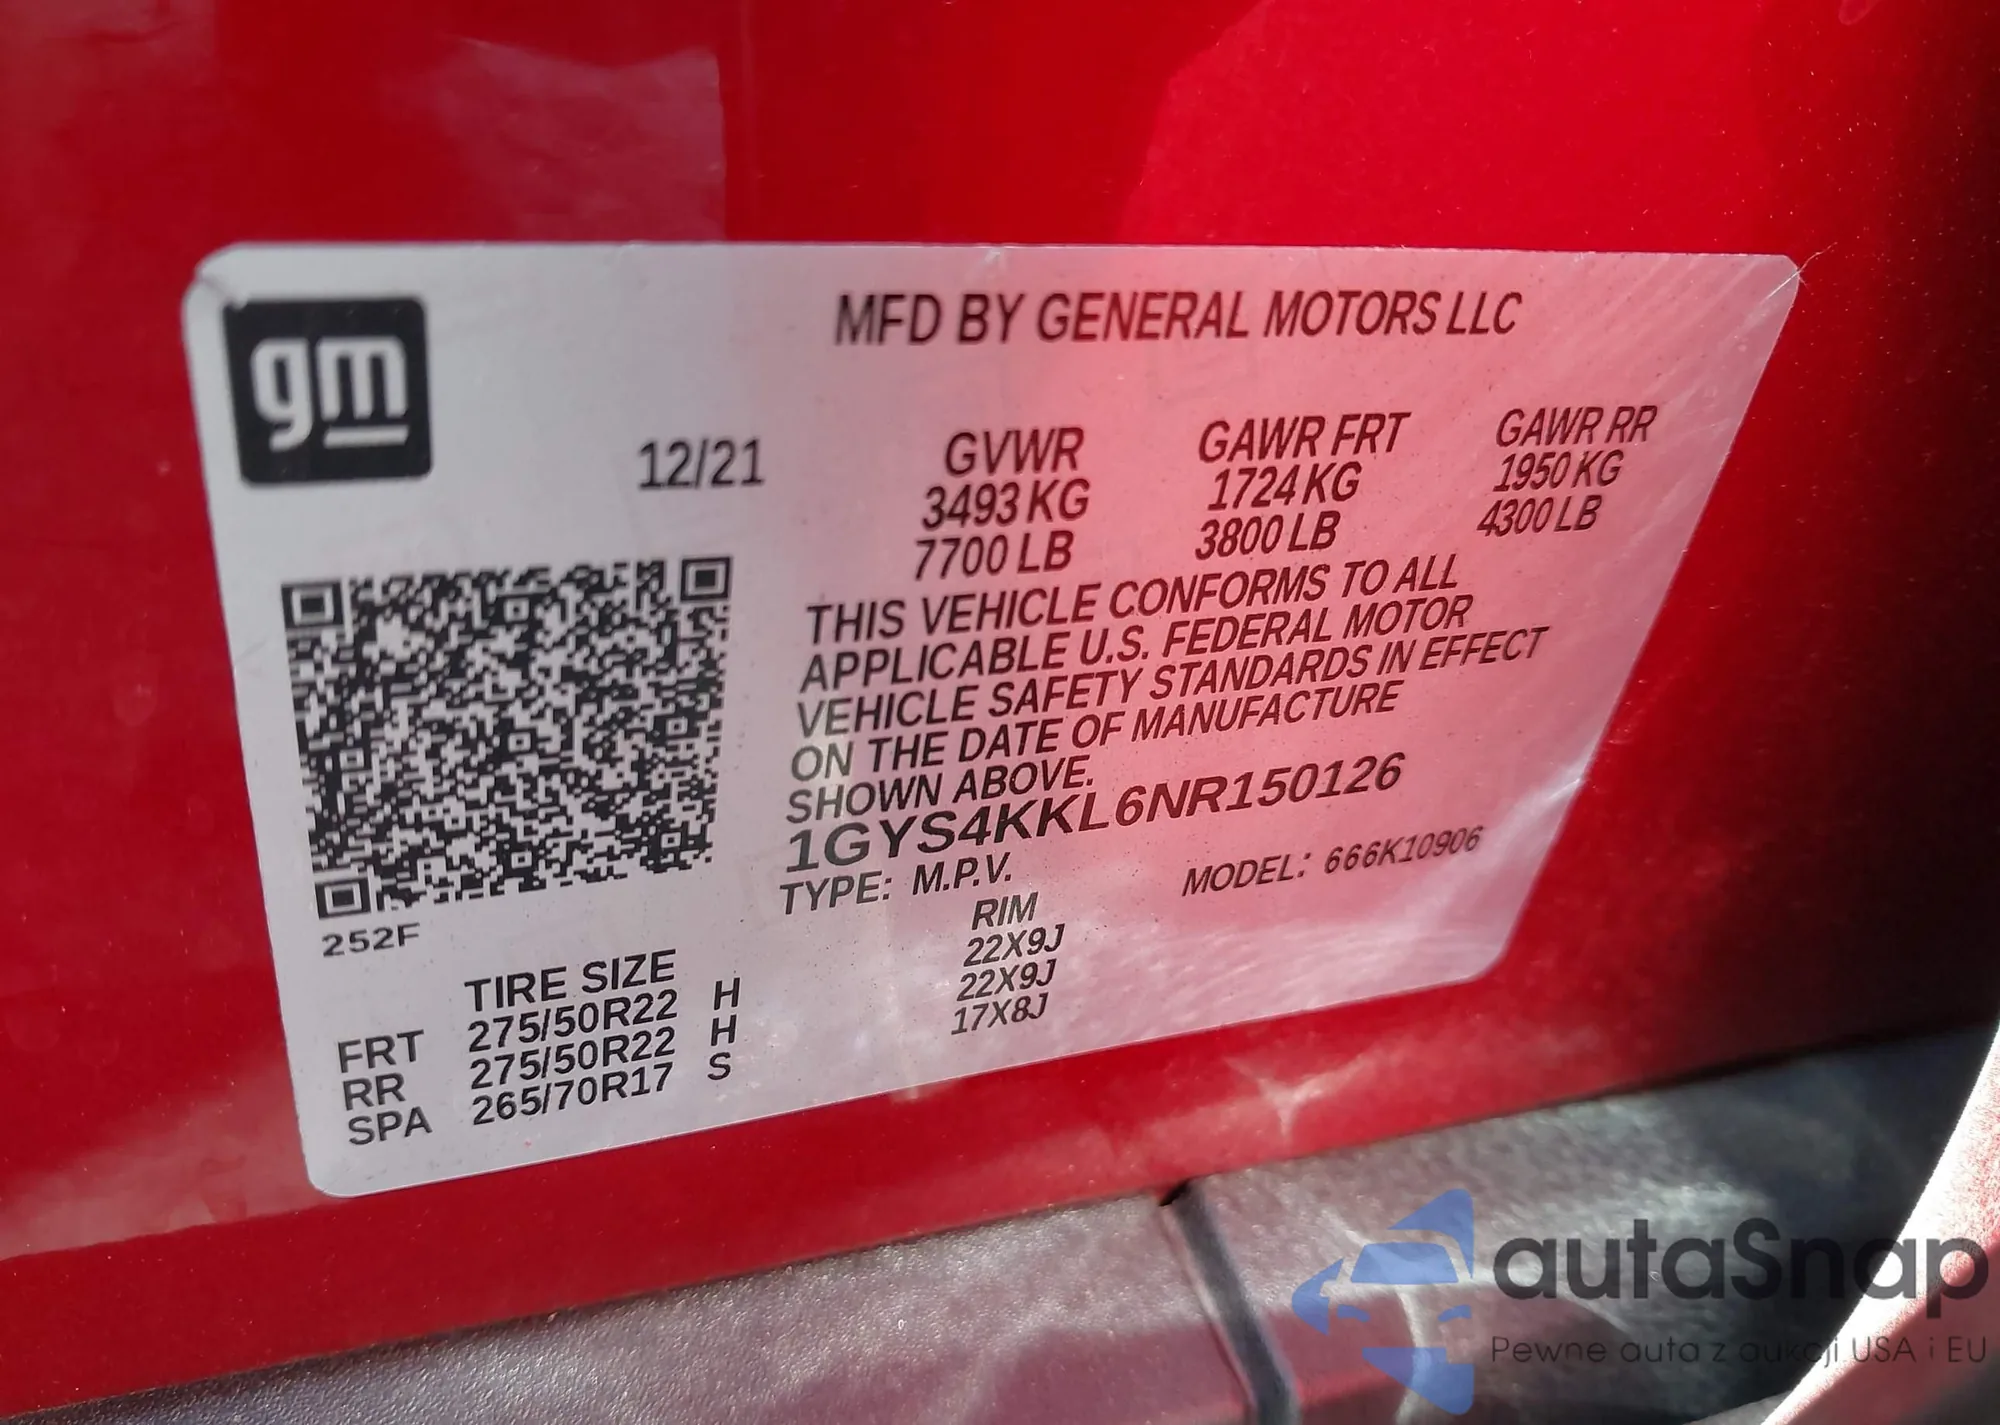 gm
MFD BY GENERAL MOTORS LLC
12/21
GVWR GAWR FRT GAWR RR
3493 KG 1724 KG 1950 KG
7700 LB 3800 LB 4300 LB
THIS VEHICLE CONFORMS TO ALL
APPLICABLE U.S. FEDERAL MOTOR
VEHICLE SAFETY STANDARDS IN EFFECT
ON THE DATE OF MANUFACTURE
SHOWN ABOVE.
1GYS4KKL6NR150126
TYPE: M.P.V. MODEL: 666K10906
252F
TIRE SIZE RIM
FRT 275/50R22 H 22X9J
RR 275/50R22 H 22X9J
SPA 265/70R17 S 17X8J
autaSnap
Pewne auta z aukcji USA i EU